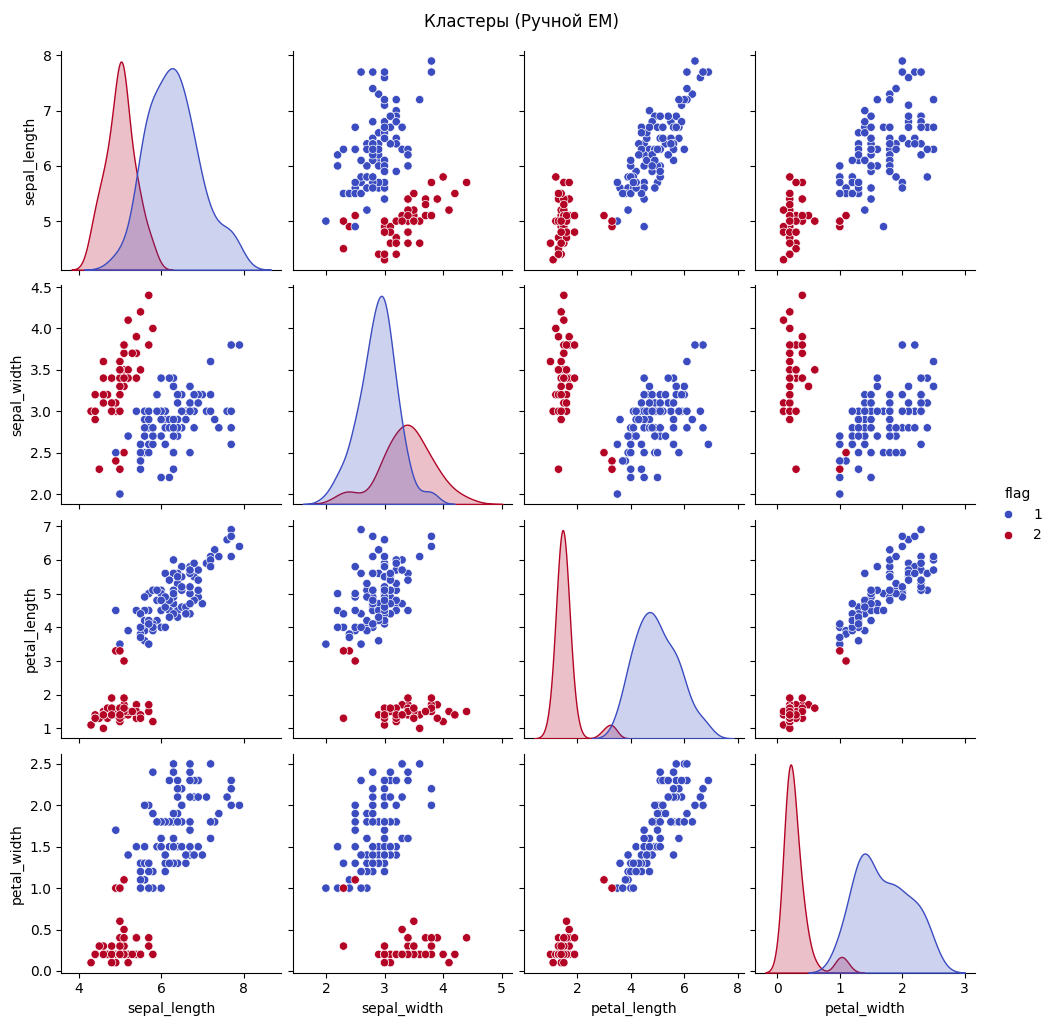 Кластеры (Ручной EM)
8
7
6
5
sepal_length
4.5
4.0
3.5
3.0
2.5
2.0
sepal_width
7
6
5
4
3
2
1
petal_length
2.5
2.0
1.5
1.0
0.5
0.0
petal_width
4 6 8
sepal_length
2 3 4 5
sepal_width
2 4 6 8
petal_length
0 1 2 3
petal_width
flag
1
2